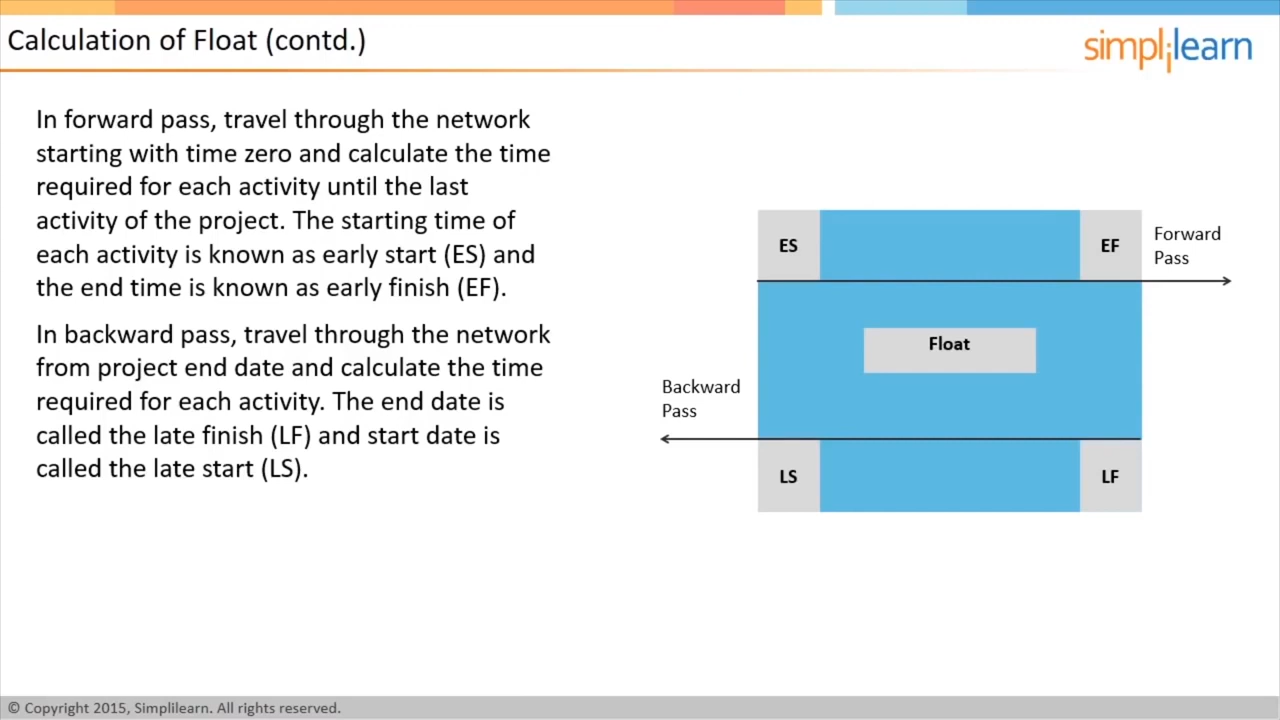 Calculation of Float (contd.)
simplilearn
In forward pass, travel through the network
starting with time zero and calculate the time
required for each activity until the last
activity of the project. The starting time of
each activity is known as early start (ES) and
the end time is known as early finish (EF).
In backward pass, travel through the network
from project end date and calculate the time
required for each activity. The end date is
called the late finish (LF) and start date is
called the late start (LS).
ES
EF
Forward
Pass
Float
Backward
Pass
LS
LF
© Copyright 2015, Simplilearn. All rights reserved.